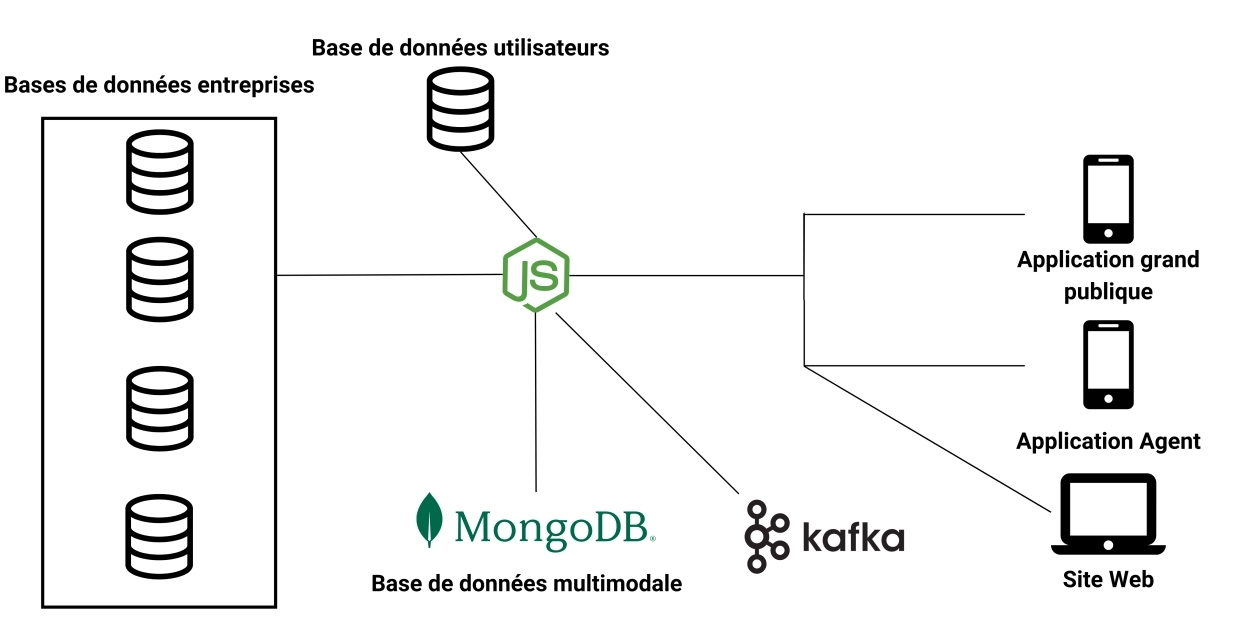 Base de données utilisateurs
Bases de données entreprises
JS
Application grand
publique
Application Agent
MongoDB®
kafka
Base de données multimodale
Site Web